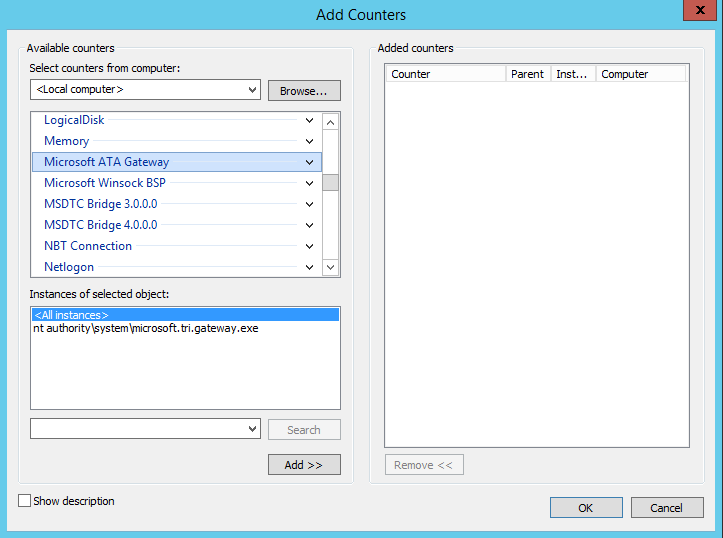 Add Counters
x
Available counters
Select counters from computer:
<Local computer>
Browse...
LogicalDisk
Memory
Microsoft ATA Gateway
Microsoft Winsock BSP
MSDTC Bridge 3.0.0.0
MSDTC Bridge 4.0.0.0
NBT Connection
Netlogon
Instances of selected object:
<All instances>
nt authority\system\microsoft.tri.gateway.exe
Search
Add >>
Show description
Added counters
Counter Parent Inst... Computer
Remove <<
OK Cancel